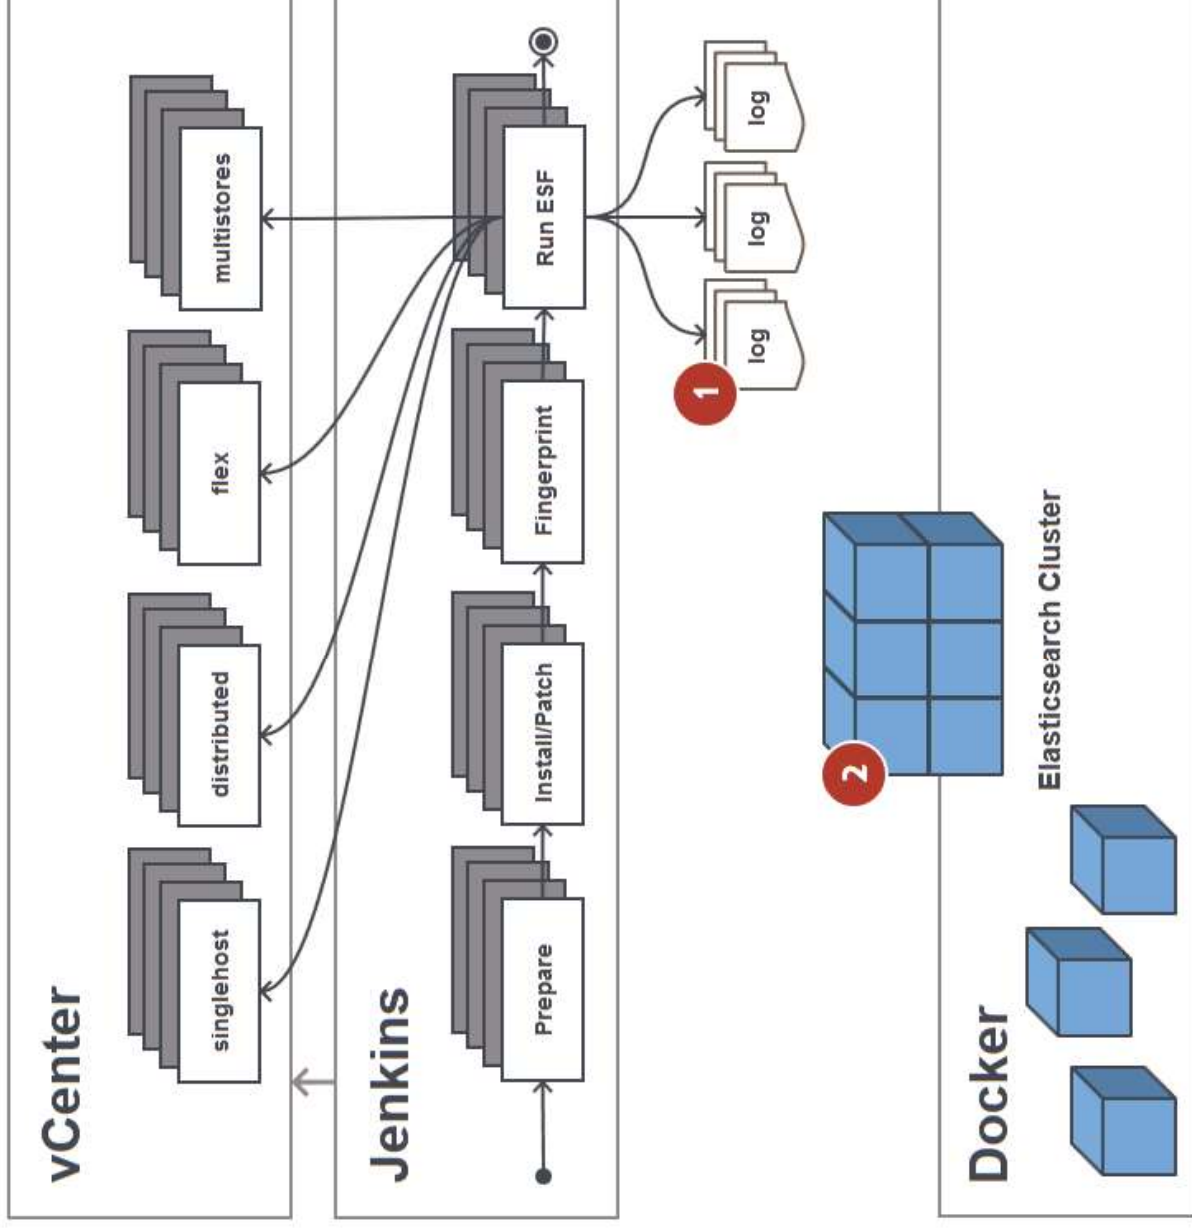 vCenter
singlehost
distributed
flex
multistores
Jenkins
Prepare
Install/Patch
Fingerprint
Run ESF
1
log
log
log
2
Elasticsearch Cluster
Docker